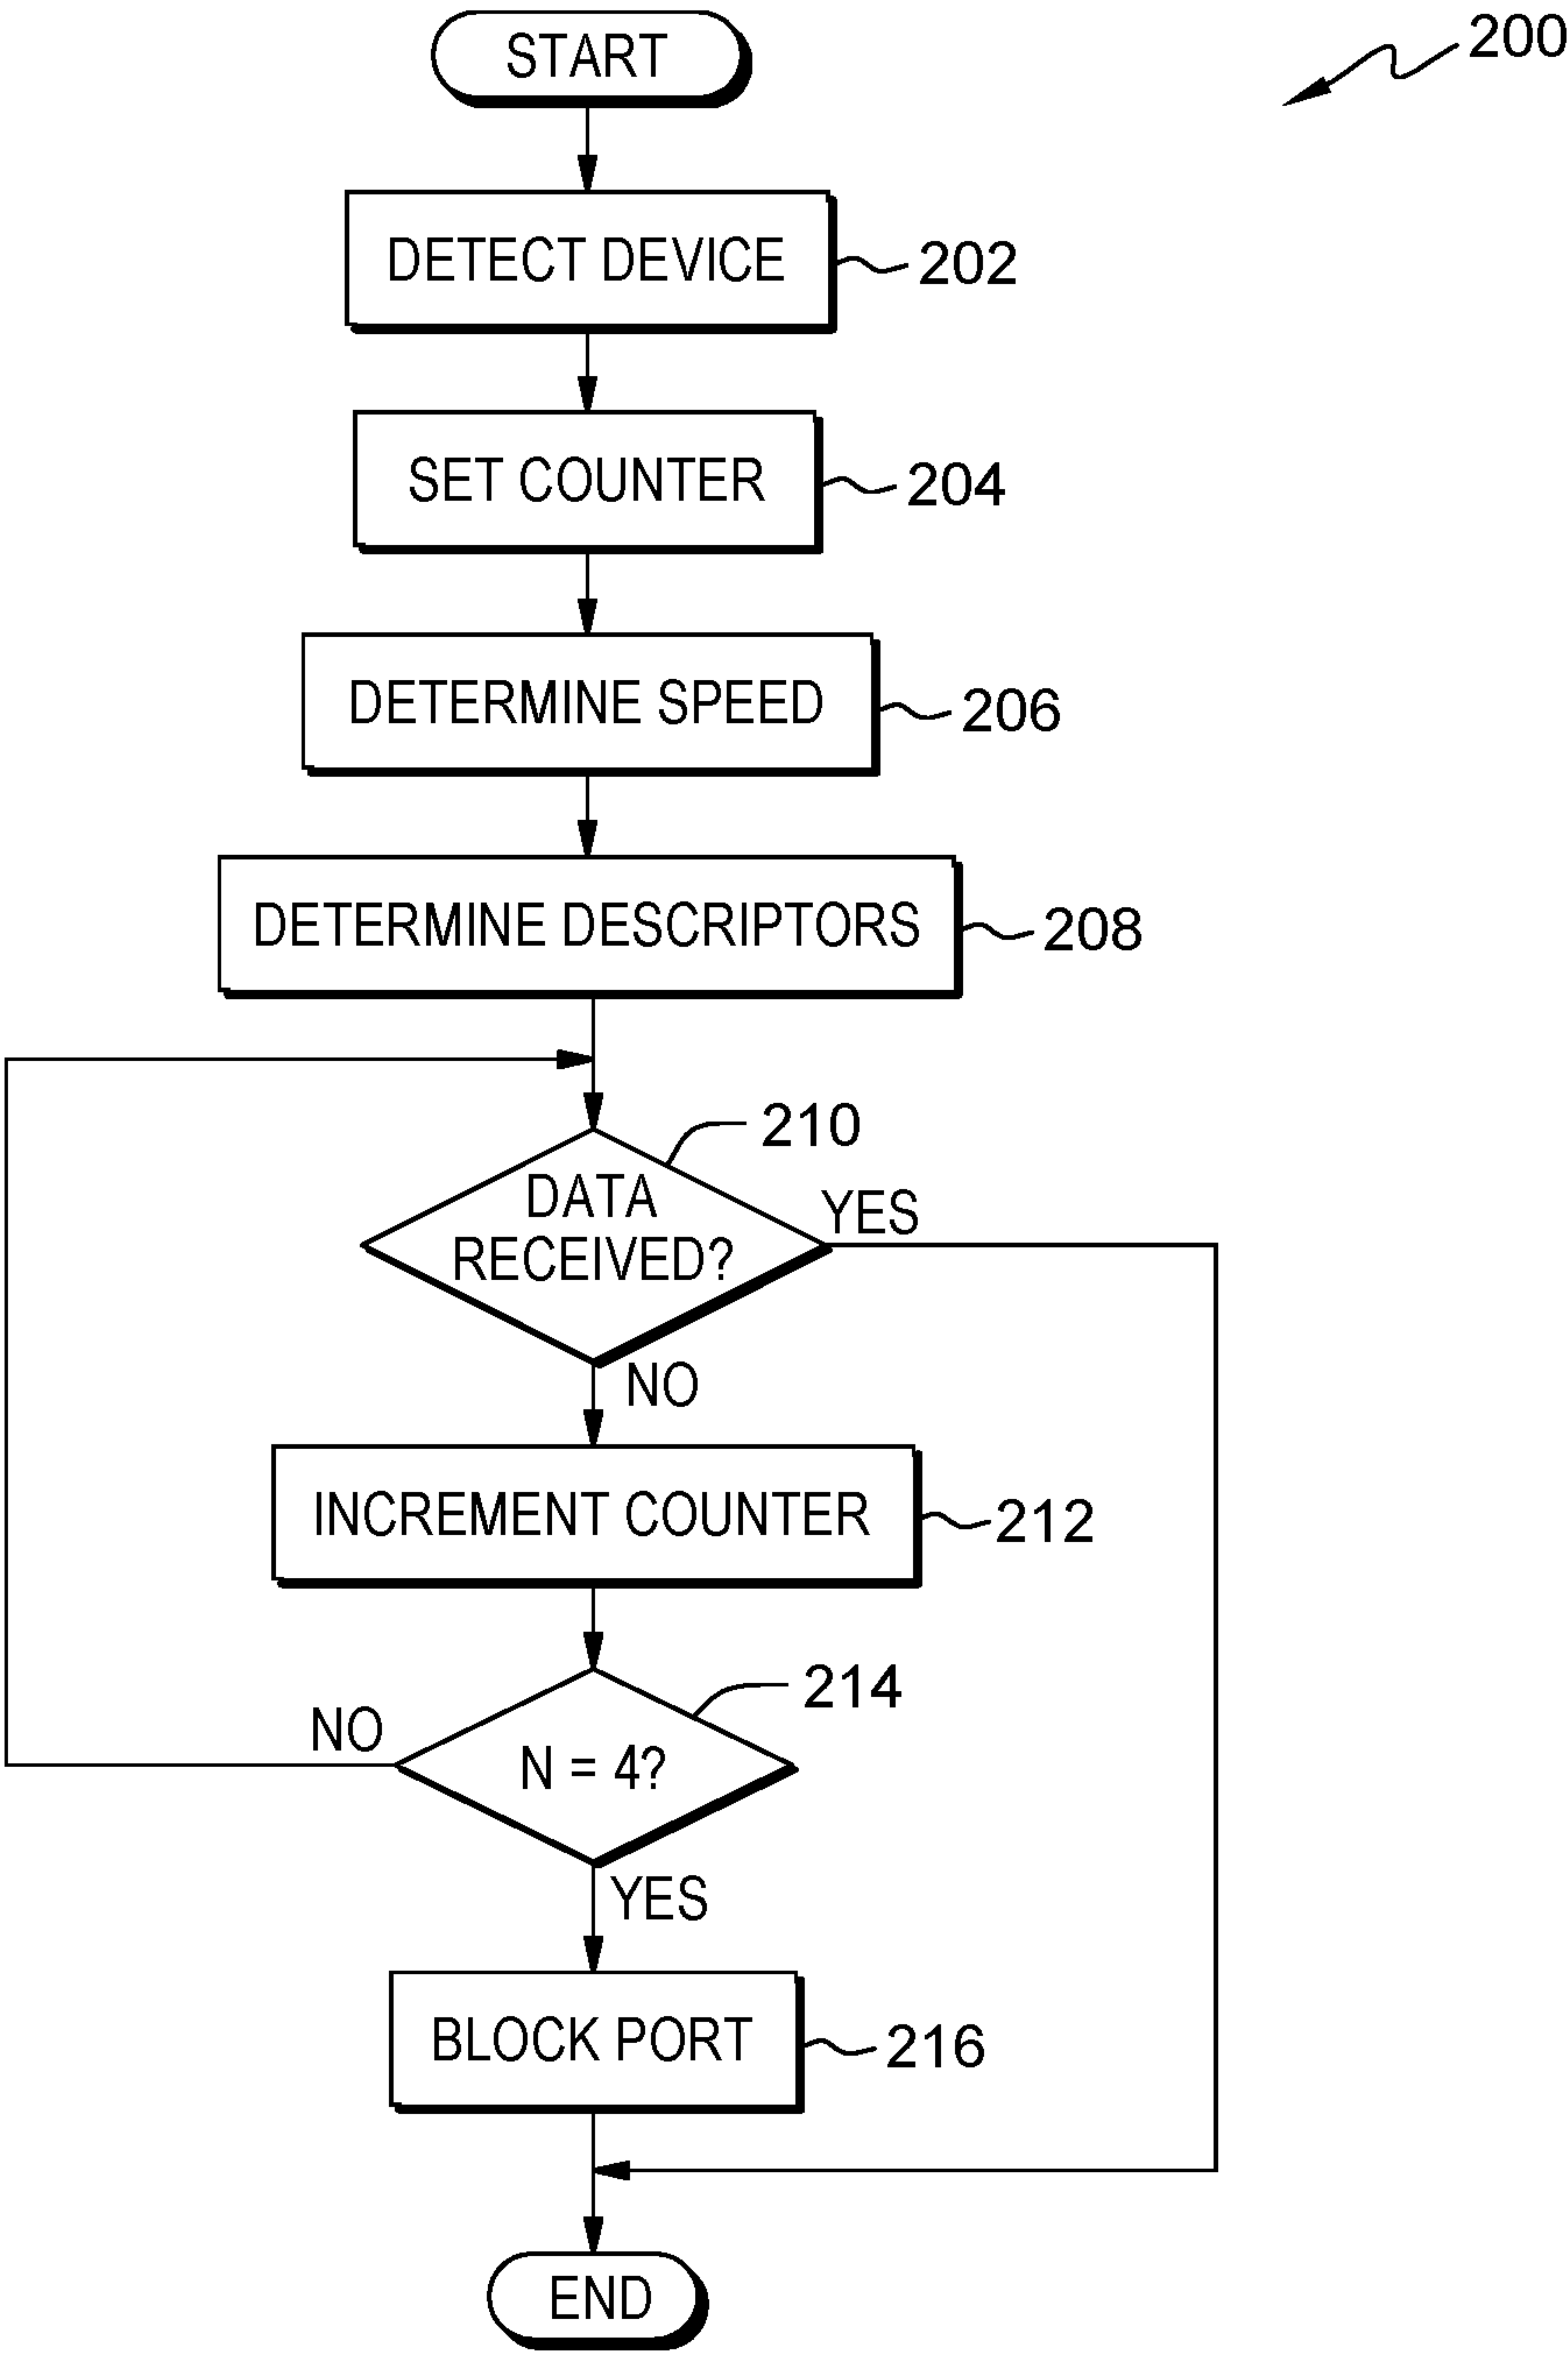 START
200
DETECT DEVICE
202
SET COUNTER
204
DETERMINE SPEED
206
DETERMINE DESCRIPTORS
208
210
DATA
RECEIVED?
YES
NO
INCREMENT COUNTER
212
214
NO
N = 4?
YES
BLOCK PORT
216
END